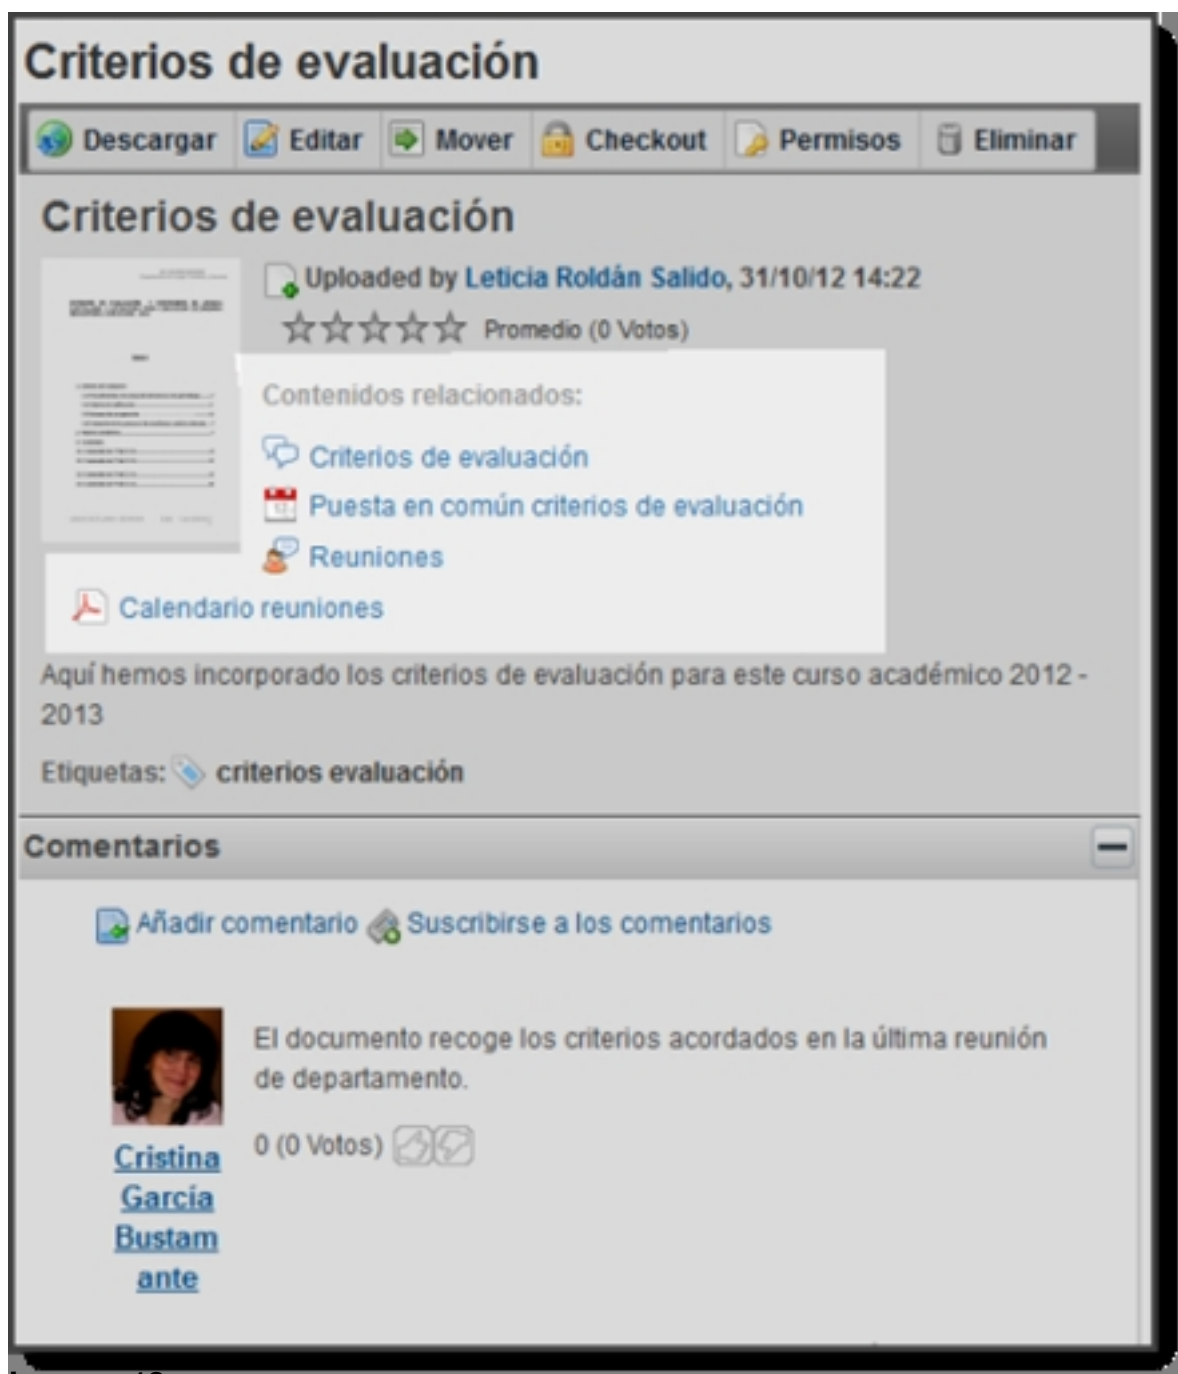 Criterios de evaluación
Descargar Editar Mover Checkout Permisos Eliminar
Criterios de evaluación
Uploaded by Leticia Roldán Salido, 31/10/12 14:22
Promedio (0 Votos)
Contenidos relacionados:
Criterios de evaluación
Puesta en común criterios de evaluación
Reuniones
Calendario reuniones
Aquí hemos incorporado los criterios de evaluación para este curso académico 2012 -
2013
Etiquetas: criterios evaluación
Comentarios
Añadir comentario Suscribirse a los comentarios
El documento recoge los criterios acordados en la última reunión
de departamento.
0 (0 Votos)
Cristina
García
Bustam
ante